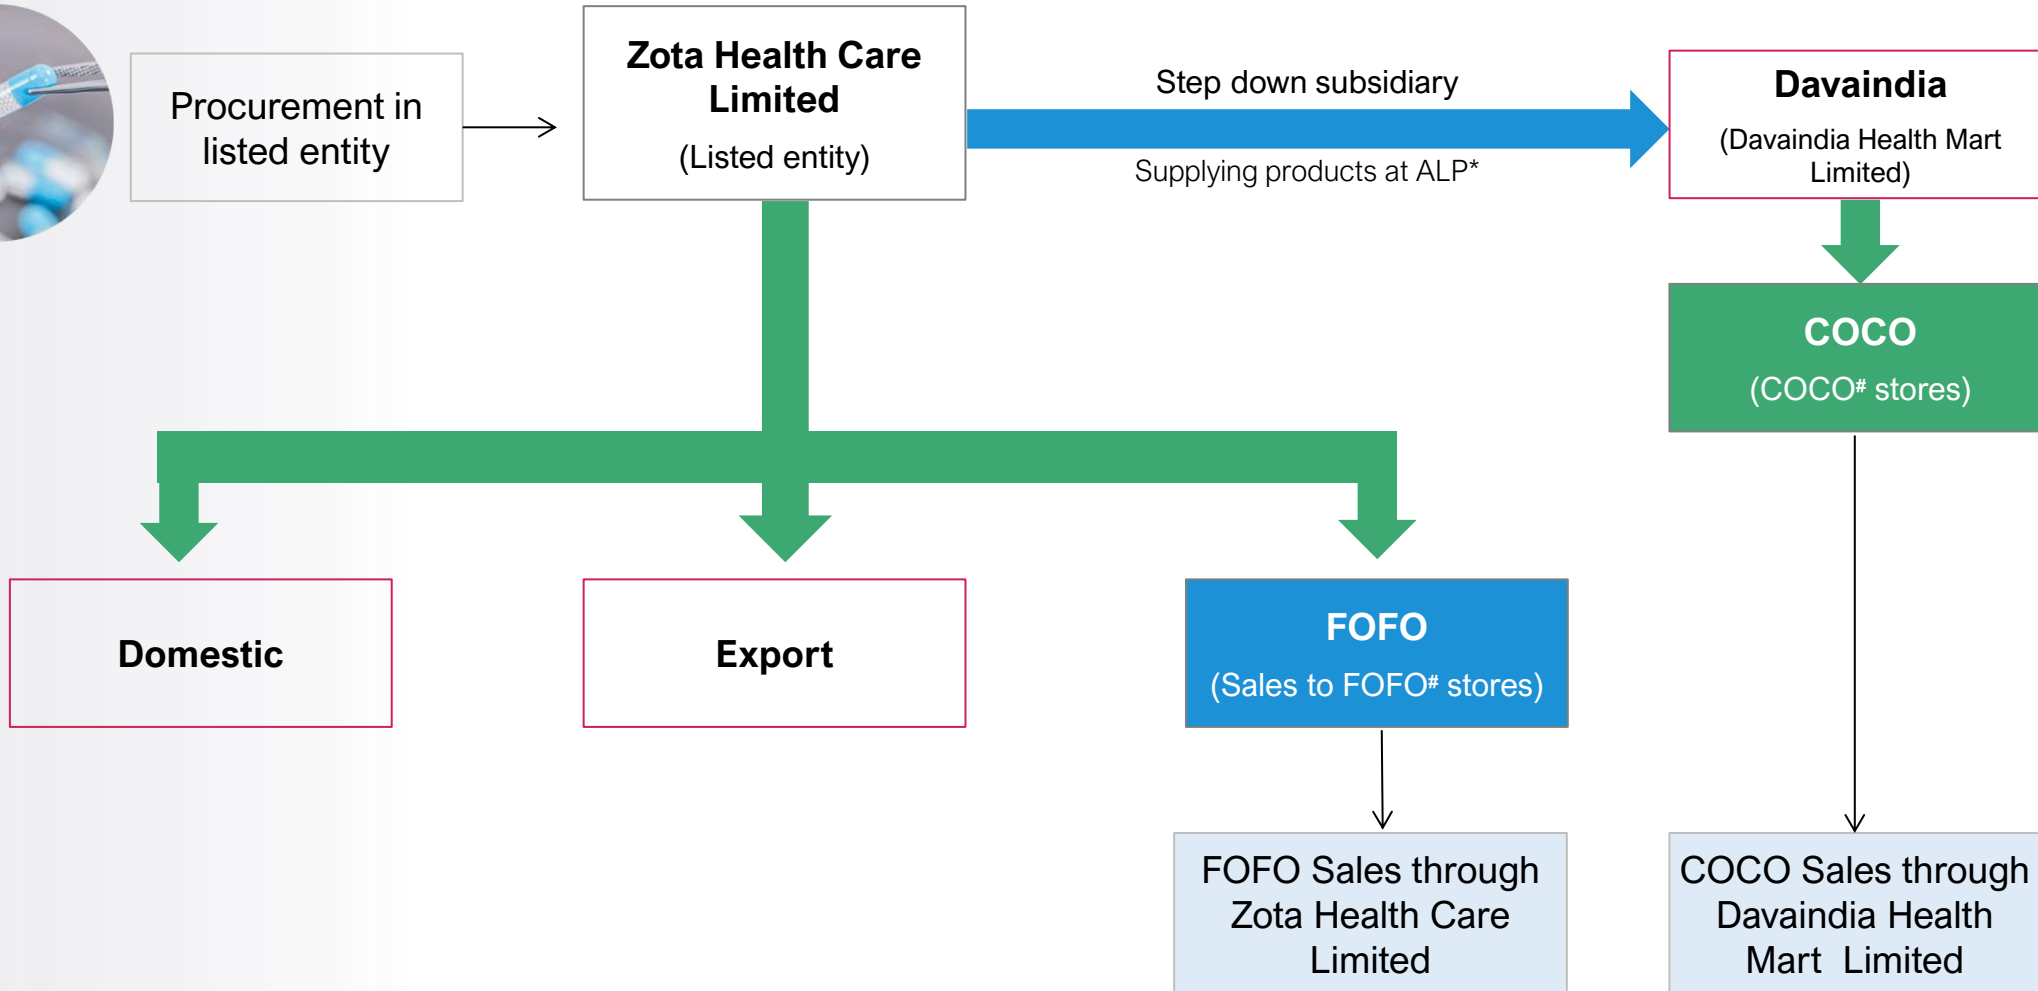 Procurement in
listed entity
Zota Health Care
Limited
(Listed entity)
Step down subsidiary
Supplying products at ALP*
Davaindia
(Davaindia Health Mart
Limited)
COCO
(COCO# stores)
Domestic
Export
FOFO
(Sales to FOFO# stores)
FOFO Sales through
Zota Health Care
Limited
COCO Sales through
Davaindia Health
Mart Limited